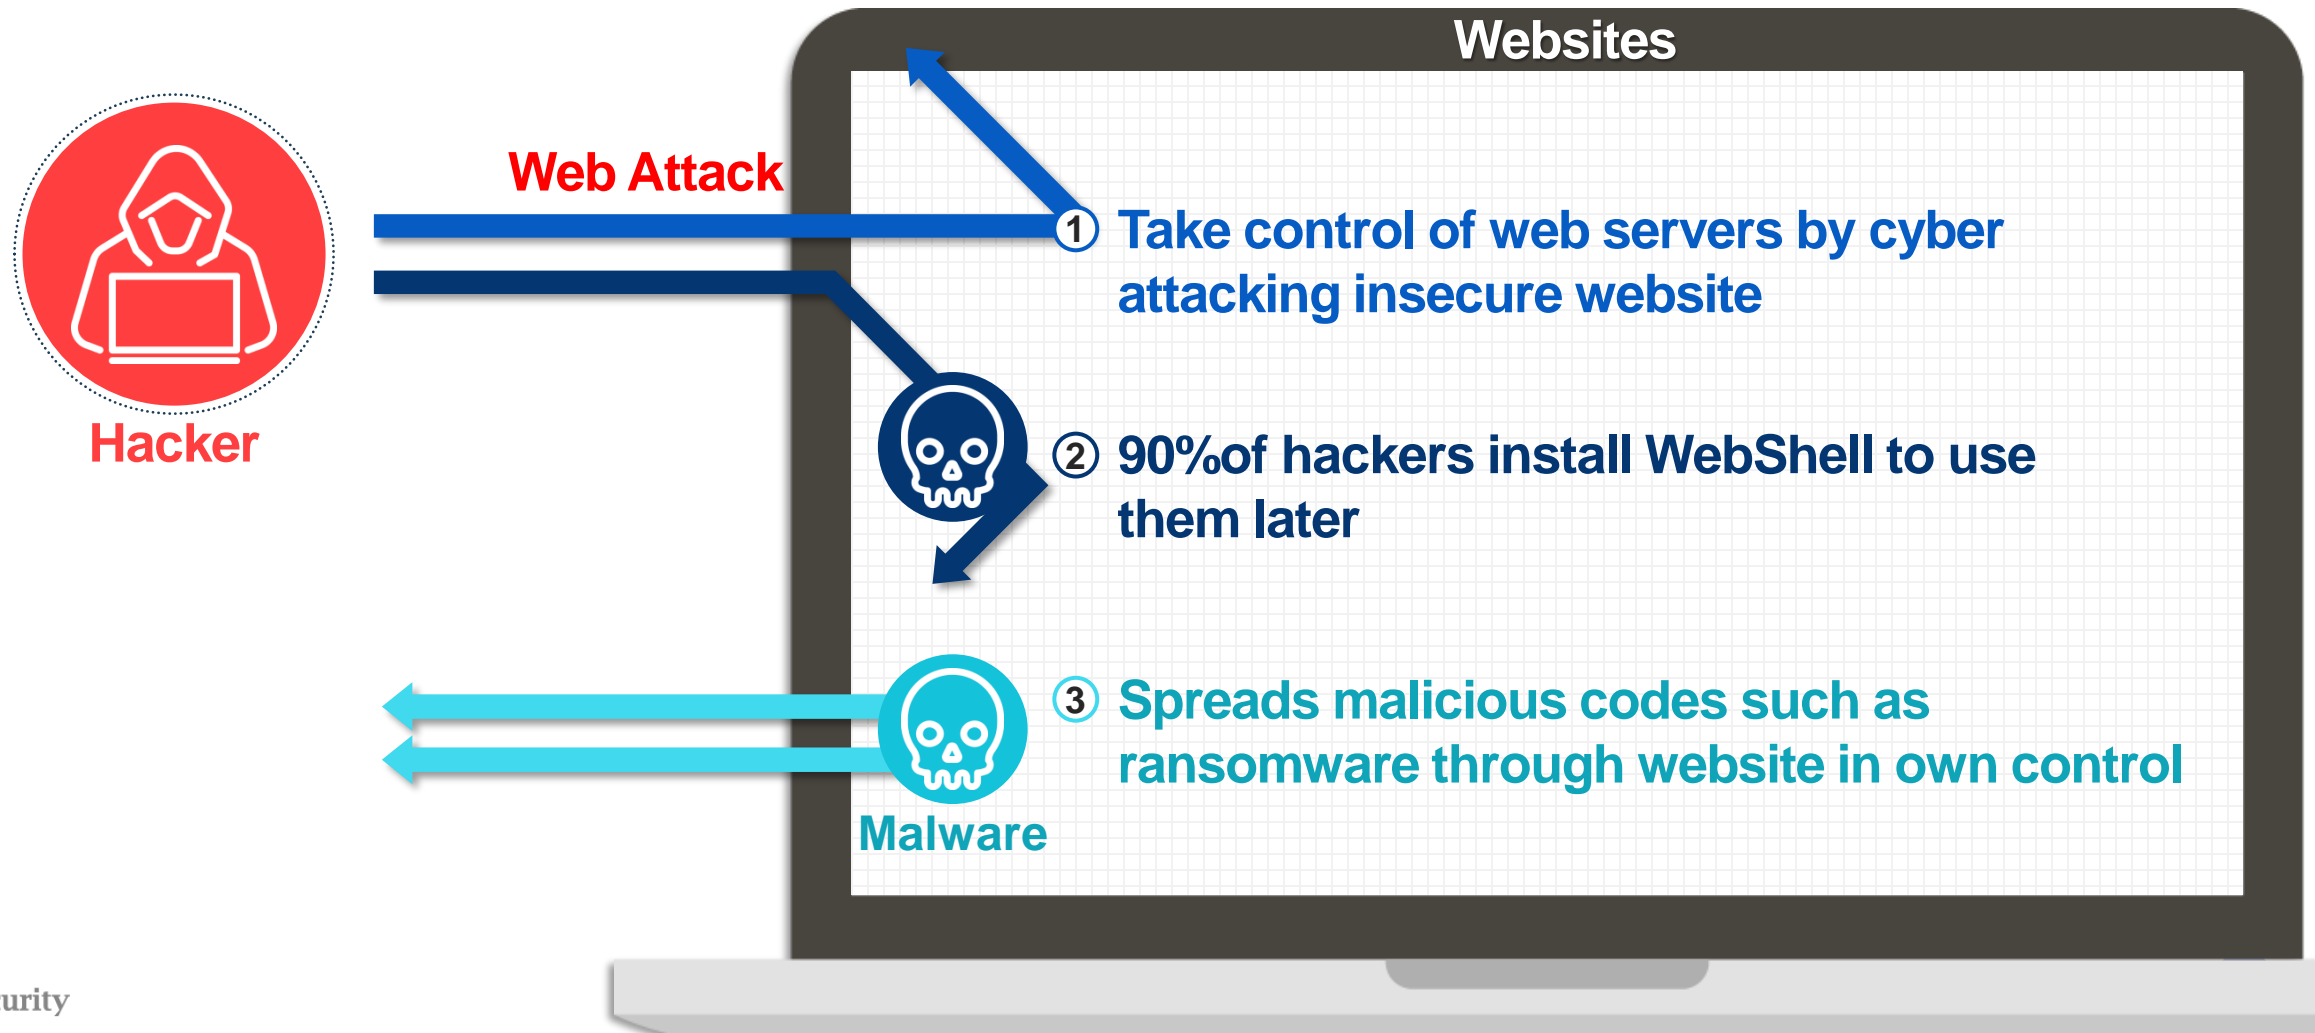 Websites
Web Attack
Hacker
1 Take control of web servers by cyber
attacking insecure website
2 90%of hackers install WebShell to use
them later
3 Spreads malicious codes such as
ransomware through website in own control
Malware
urity